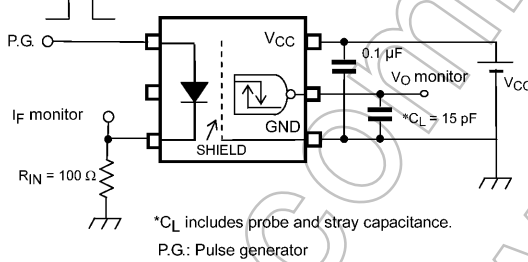 P.G.
VCC
0.1 μF
VO monitor
VCC
IF monitor
GND
*CL = 15 pF
SHIELD
RIN = 100 Ω
*CL includes probe and stray capacitance.
P.G.: Pulse generator